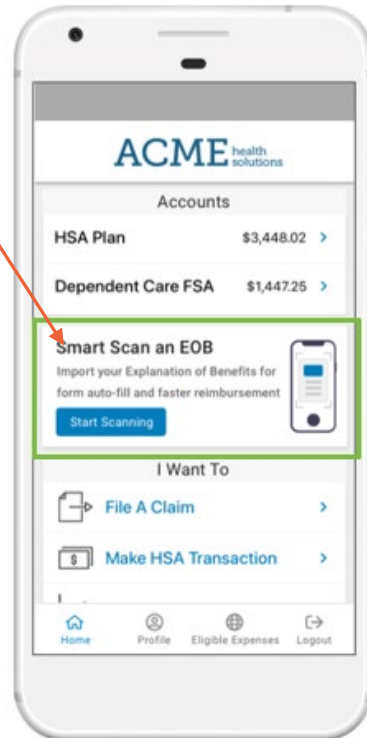 ACME health
solutions
Accounts
HSA Plan $3,448.02 >
Dependent Care FSA $1,447.25 >
Smart Scan an EOB
Import your Explanation of Benefits for
form auto-fill and faster reimbursement
Start Scanning
I Want To
File A Claim >
$ Make HSA Transaction >
Home Profile Eligible Expenses Logout